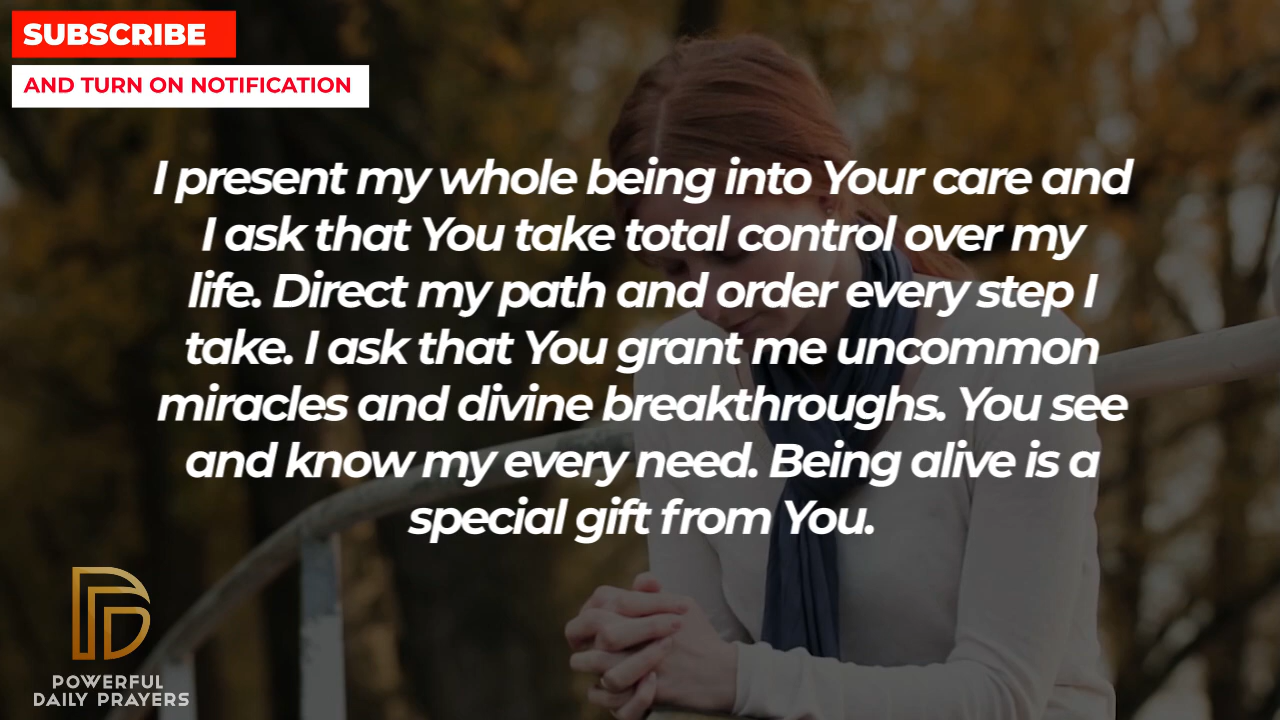 SUBSCRIBE
AND TURN ON NOTIFICATION
I present my whole being into Your care and
I ask that You take total control over my
life. Direct my path and order every step I
take. I ask that You grant me uncommon
miracles and divine breakthroughs. You see
and know my every need. Being alive is a
special gift from You.
POWERFUL
DAILY PRAYERS